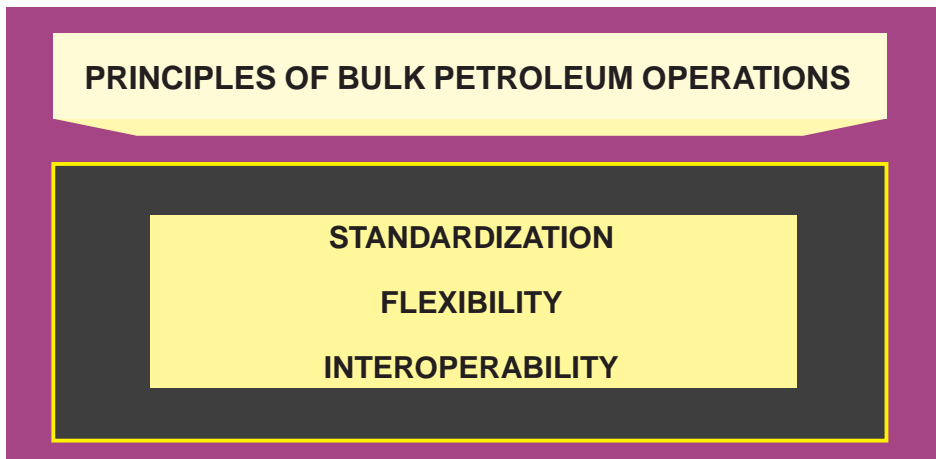 PRINCIPLES OF BULK PETROLEUM OPERATIONS
STANDARDIZATION
FLEXIBILITY
INTEROPERABILITY